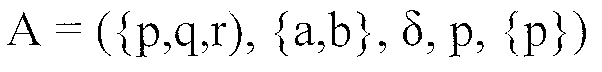 A = ({p,q,r), {a,b}, δ, p, {p})